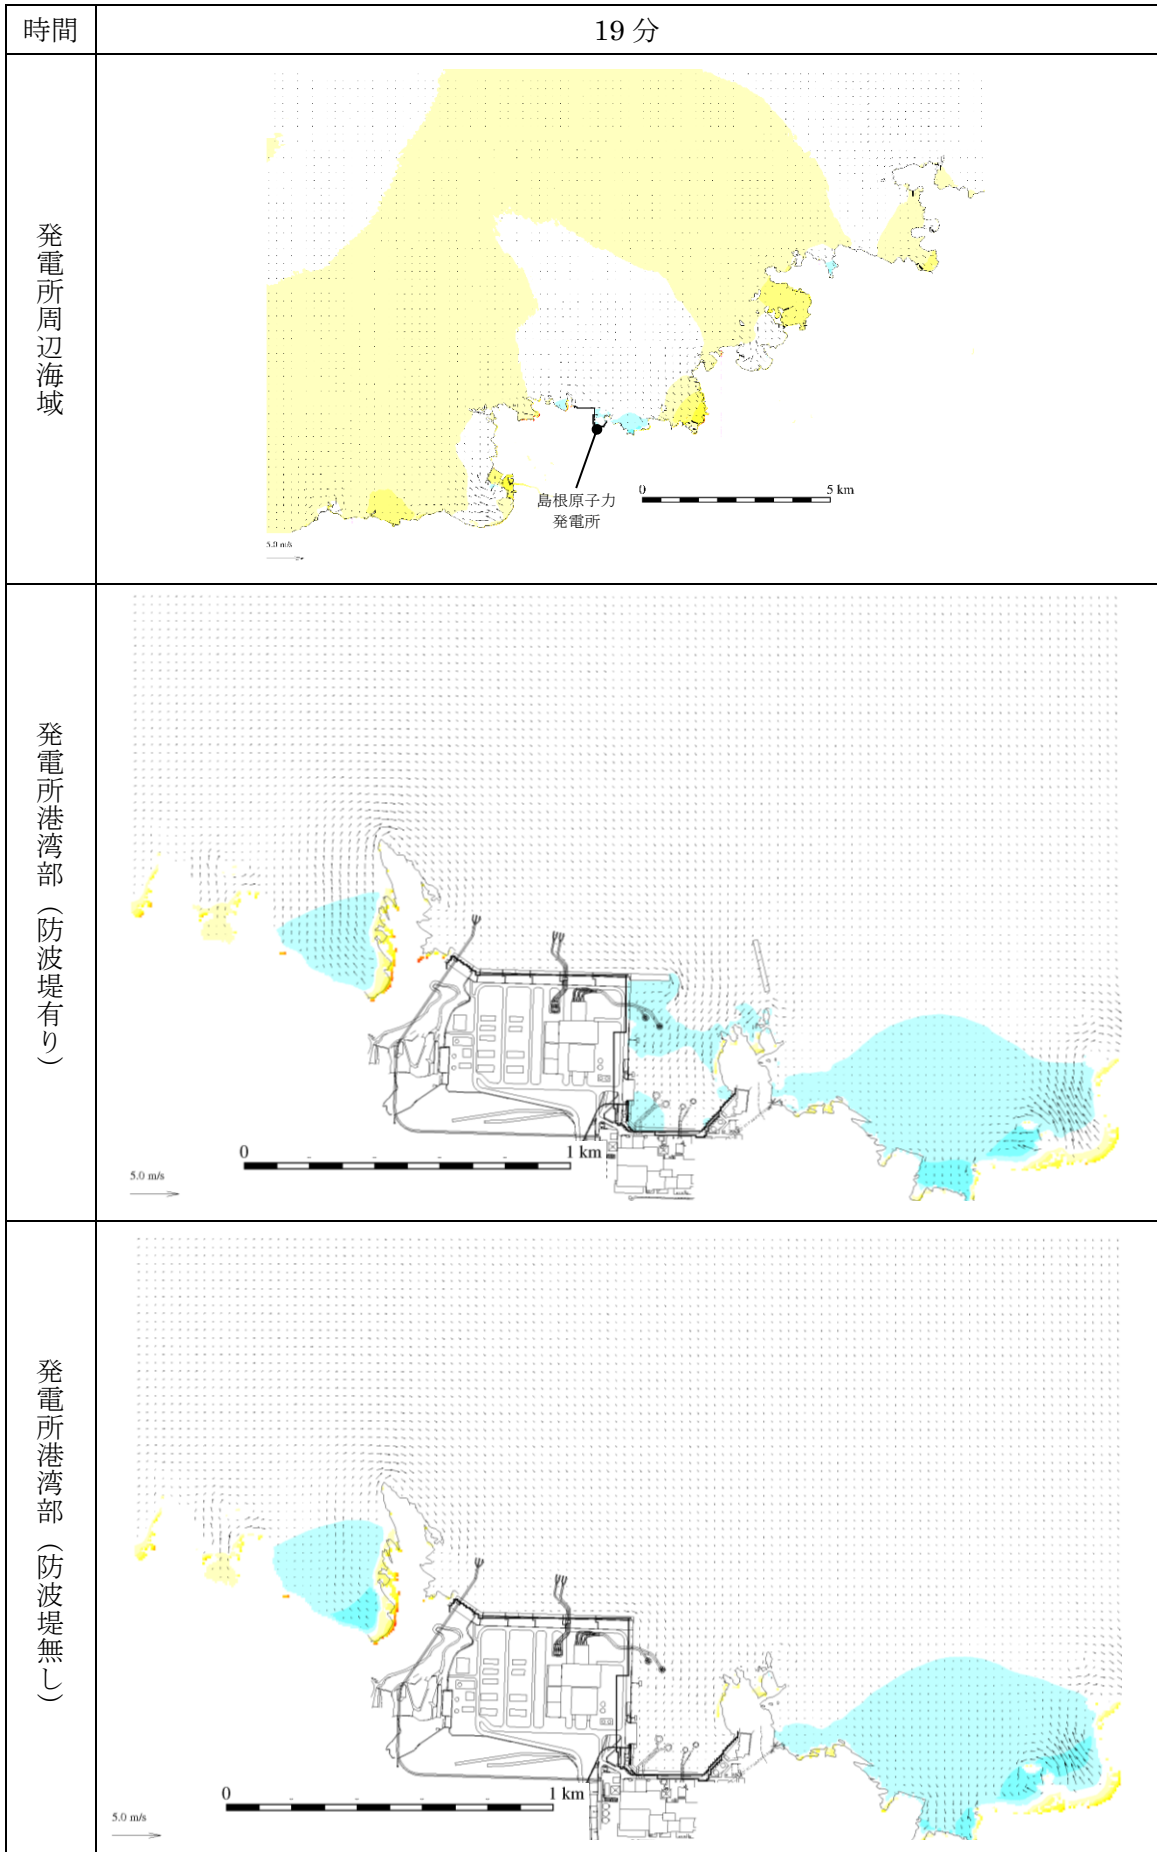 時間
19 分
発電所周辺海域
島根原子力
発電所
0
5 km
5.0 m/s
発電所港湾部（防波堤有り）
0
1 km
5.0 m/s
発電所港湾部（防波堤無し）
0
1 km
5.0 m/s